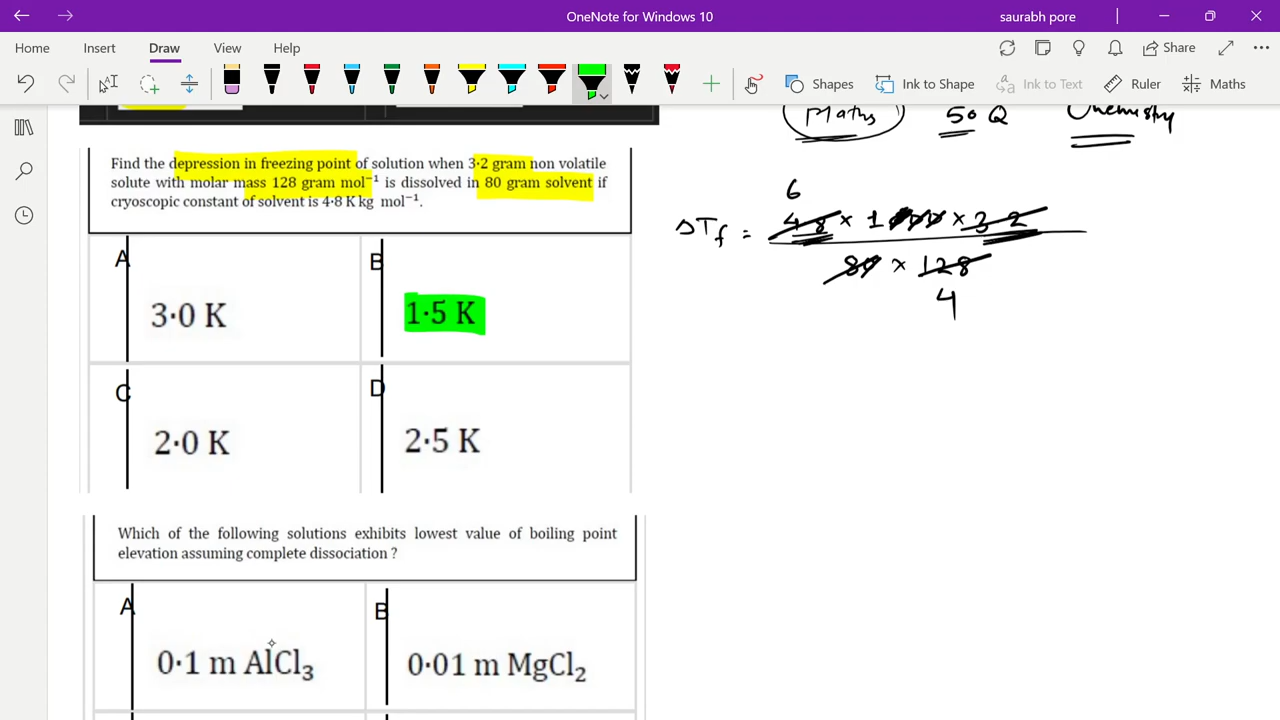 OneNote for Windows 10
saurabh pore
Home Insert Draw View Help
Share
Shapes Ink to Shape Ink to Text Ruler Maths
Maths 50 Q Chemistry
Find the depression in freezing point of solution when 3·2 gram non volatile
solute with molar mass 128 gram mol⁻¹ is dissolved in 80 gram solvent if
cryoscopic constant of solvent is 4·8 K kg mol⁻¹.
A 3·0 K
B 1·5 K
C 2·0 K
D 2·5 K
6
ΔTf = 48 × 1000 × 32
80 × 128
4
Which of the following solutions exhibits lowest value of boiling point
elevation assuming complete dissociation ?
A 0·1 m AlCl₃
B 0·01 m MgCl₂